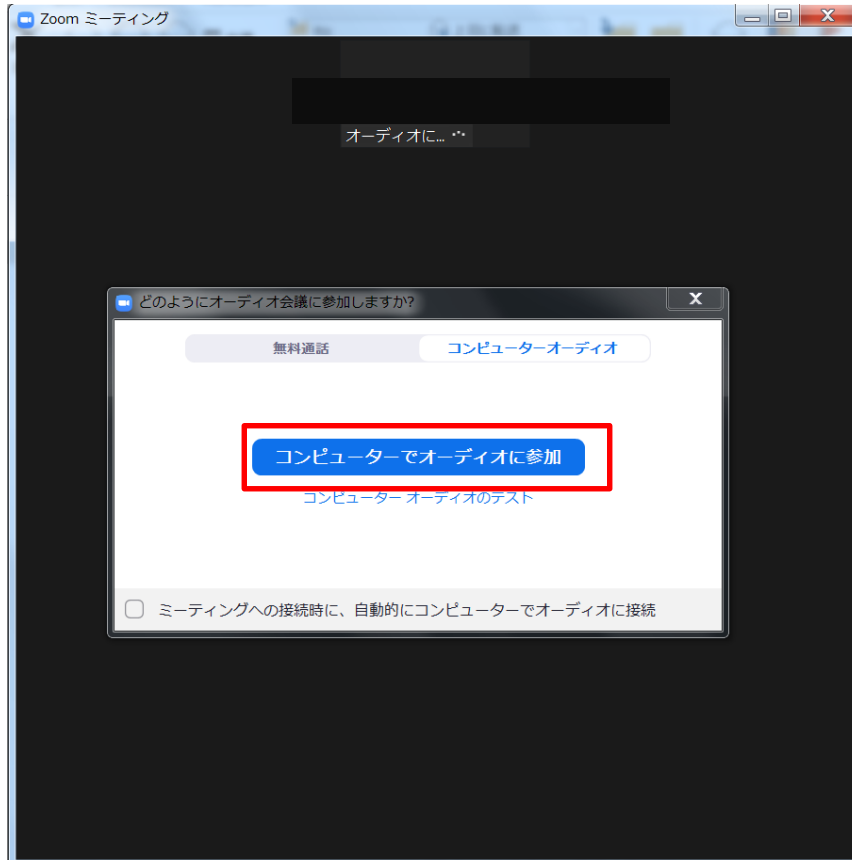 Zoom ミーティング
オーディオに... 
どのようにオーディオ会議に参加しますか?
無料通話
コンピューターオーディオ
コンピューターでオーディオに参加
コンピューター オーディオのテスト
ミーティングへの接続時に、自動的にコンピューターでオーディオに接続